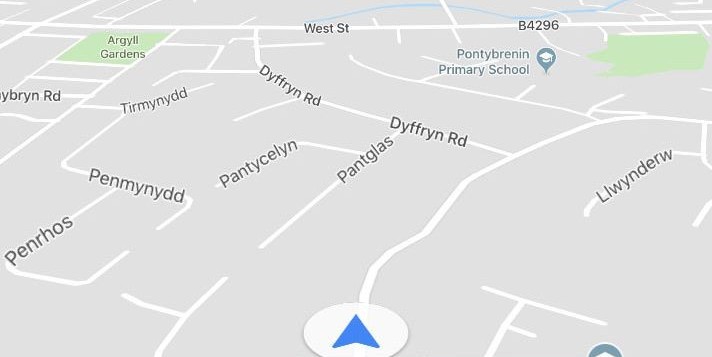 West St
B4296
Argyll
Gardens
Pontybrenin
Primary School
Dyffryn Rd
ybryn Rd
Tirmynydd
Dyffryn Rd
Pantycelyn
Pantglas
Llwynderw
Penmynydd
Penrhos